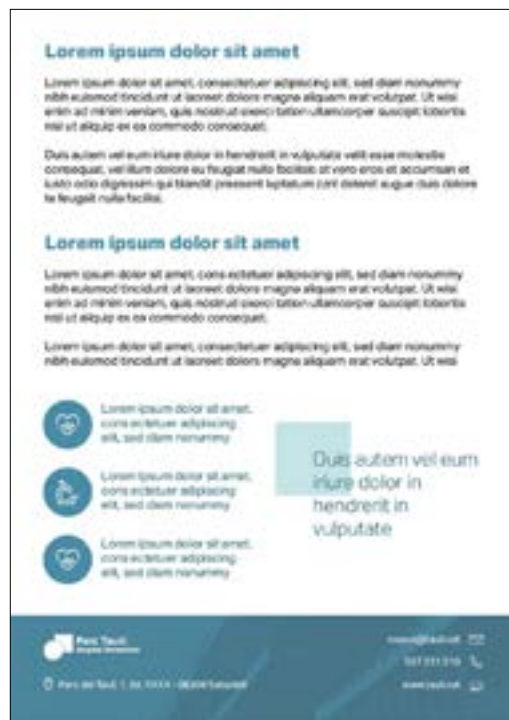 Lorem ipsum dolor sit amet
Lorem ipsum dolor sit amet, consectetuer adipiscing elit, sed diam nonummy
nibh euismod tincidunt ut laoreet dolore magna aliquam erat volutpat. Ut wisi
enim ad minim veniam, quis nostrud exerci tation ullamcorper suscipit lobortis
nisl ut aliquip ex ea commodo consequat.
Duis autem vel eum iriure dolor in hendrerit in vulputate velit esse molestie
consequat, vel illum dolore eu feugiat nulla facilisis at vero eros et accumsan et
iusto odio dignissim qui blandit praesent luptatum zzril delenit augue duis dolore
te feugait nulla facilisi.
Lorem ipsum dolor sit amet
Lorem ipsum dolor sit amet, cons ectetuer adipiscing elit, sed diam nonummy
nibh euismod tincidunt ut laoreet dolore magna aliquam erat volutpat. Ut wisi
enim ad minim veniam, quis nostrud exerci tation ullamcorper suscipit lobortis
nisl ut aliquip ex ea commodo consequat.
Lorem ipsum dolor sit amet, consectetuer adipiscing elit, sed diam nonummy
nibh euismod tincidunt ut laoreet dolore magna aliquam erat volutpat. Ut wisi
Lorem ipsum dolor sit amet,
cons ectetuer adipiscing
elit, sed diam nonummy
Lorem ipsum dolor sit amet,
cons ectetuer adipiscing
elit, sed diam nonummy
Lorem ipsum dolor sit amet,
cons ectetuer adipiscing
elit, sed diam nonummy
Duis autem vel eum
iriure dolor in
hendrerit in
vulputate
Parc Taulí
Parc del Taulí, 1
www.tauli.cat